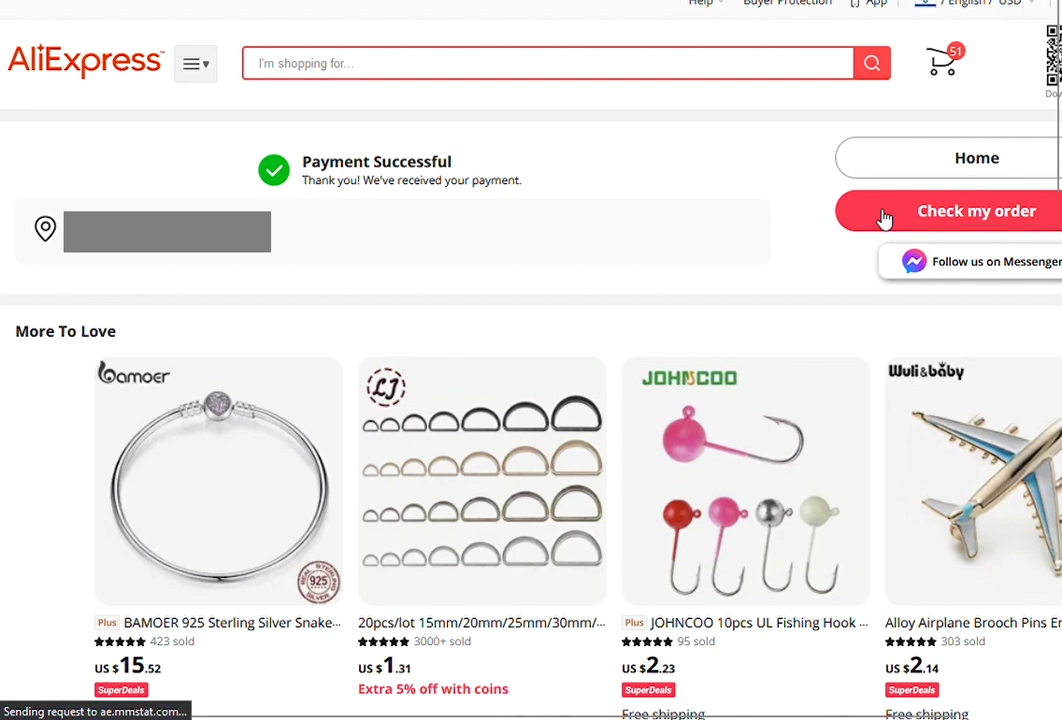 Help
Buyer Protection
App
/ English / USD
AliExpress™
I'm shopping for...
51
Payment Successful
Thank you! We've received your payment.
Home
Check my order
Follow us on Messenger
More To Love
bamoer
925
LJ
JOHNCOO
Wuli&baby
Plus BAMOER 925 Sterling Silver Snake...
423 sold
US $15.52
SuperDeals
20pcs/lot 15mm/20mm/25mm/30mm/...
3000+ sold
US $1.31
Extra 5% off with coins
Plus JOHNCOO 10pcs UL Fishing Hook ...
95 sold
US $2.23
SuperDeals
Free shipping
Alloy Airplane Brooch Pins
303 sold
US $2.14
SuperDeals
Free shipping
Sending request to ae.mmstat.com...